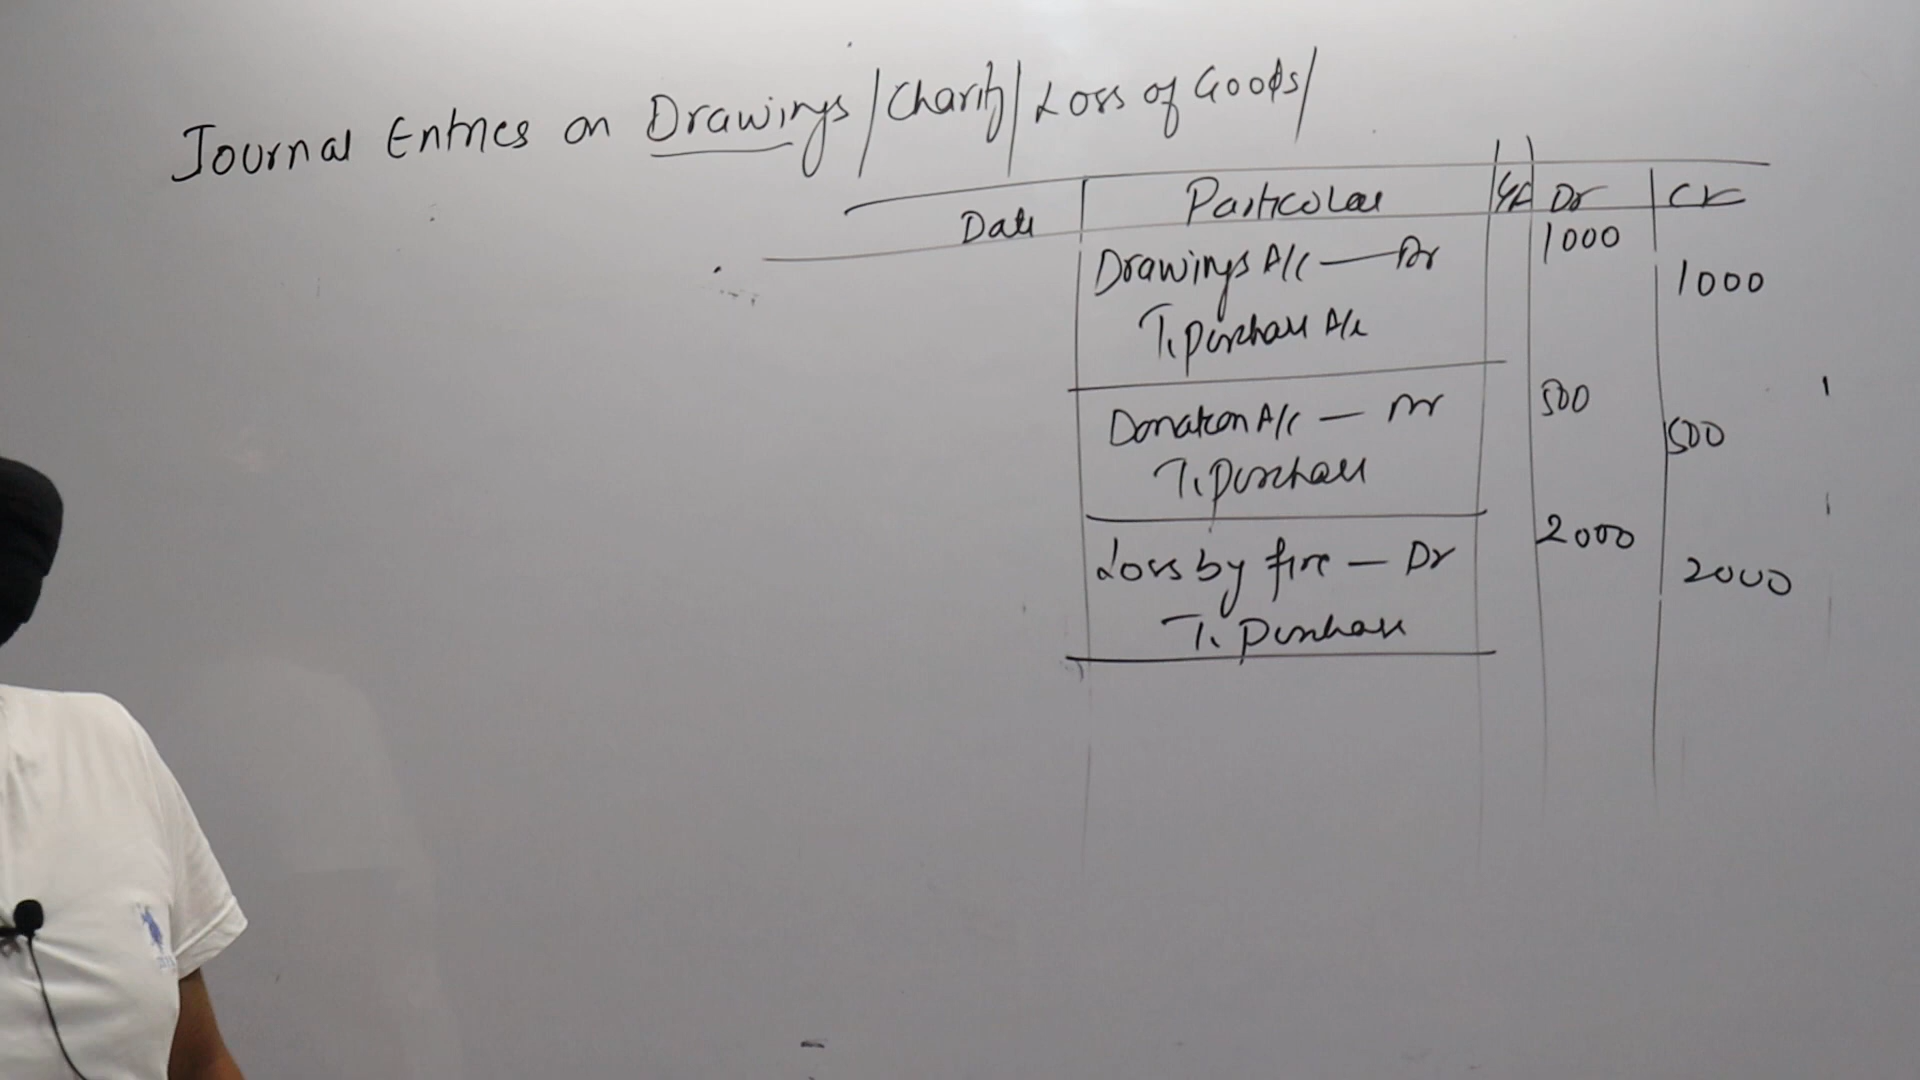 Journal Entries on Drawings / Charity / Loss of Goods /
Date Particular L/F Dr Cr
Drawings A/c — Dr 1000
To purchase A/c 1000
Donation A/c — Dr 500
To purchase 500
Loss by fire — Dr 2000
To purchase 2000